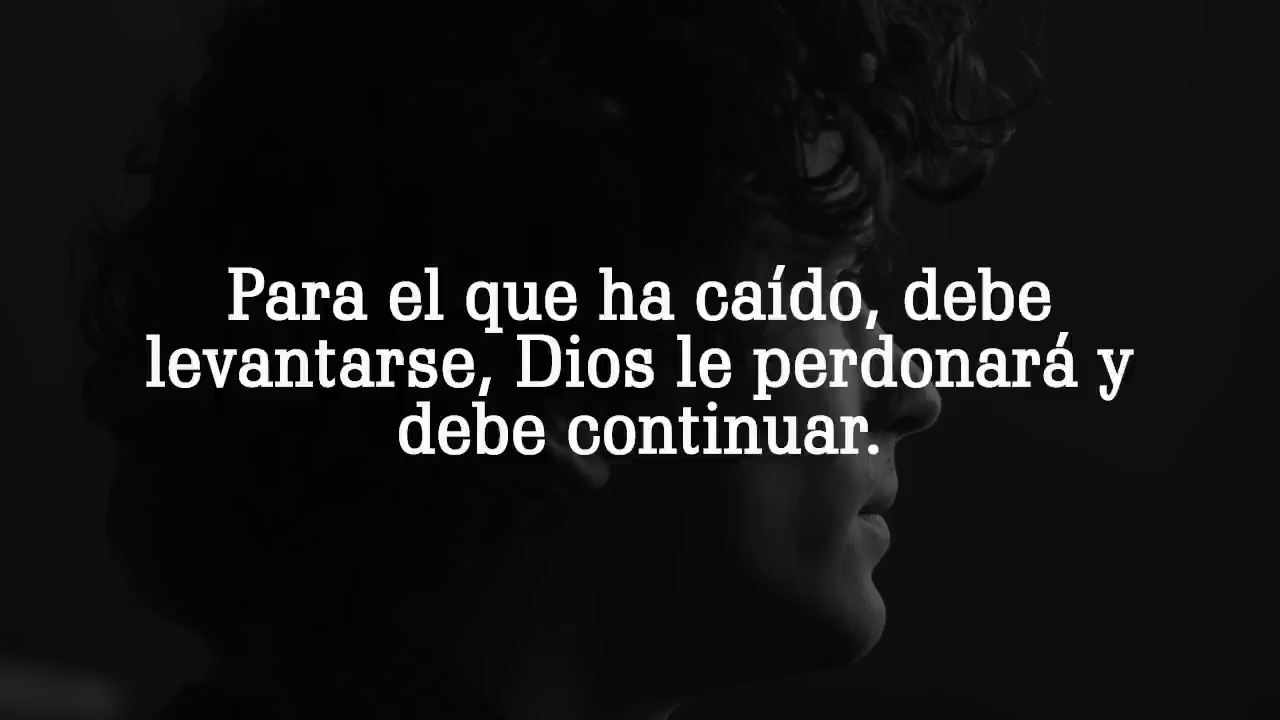 Para el que ha caído, debe
levantarse, Dios le perdonará y
debe continuar.